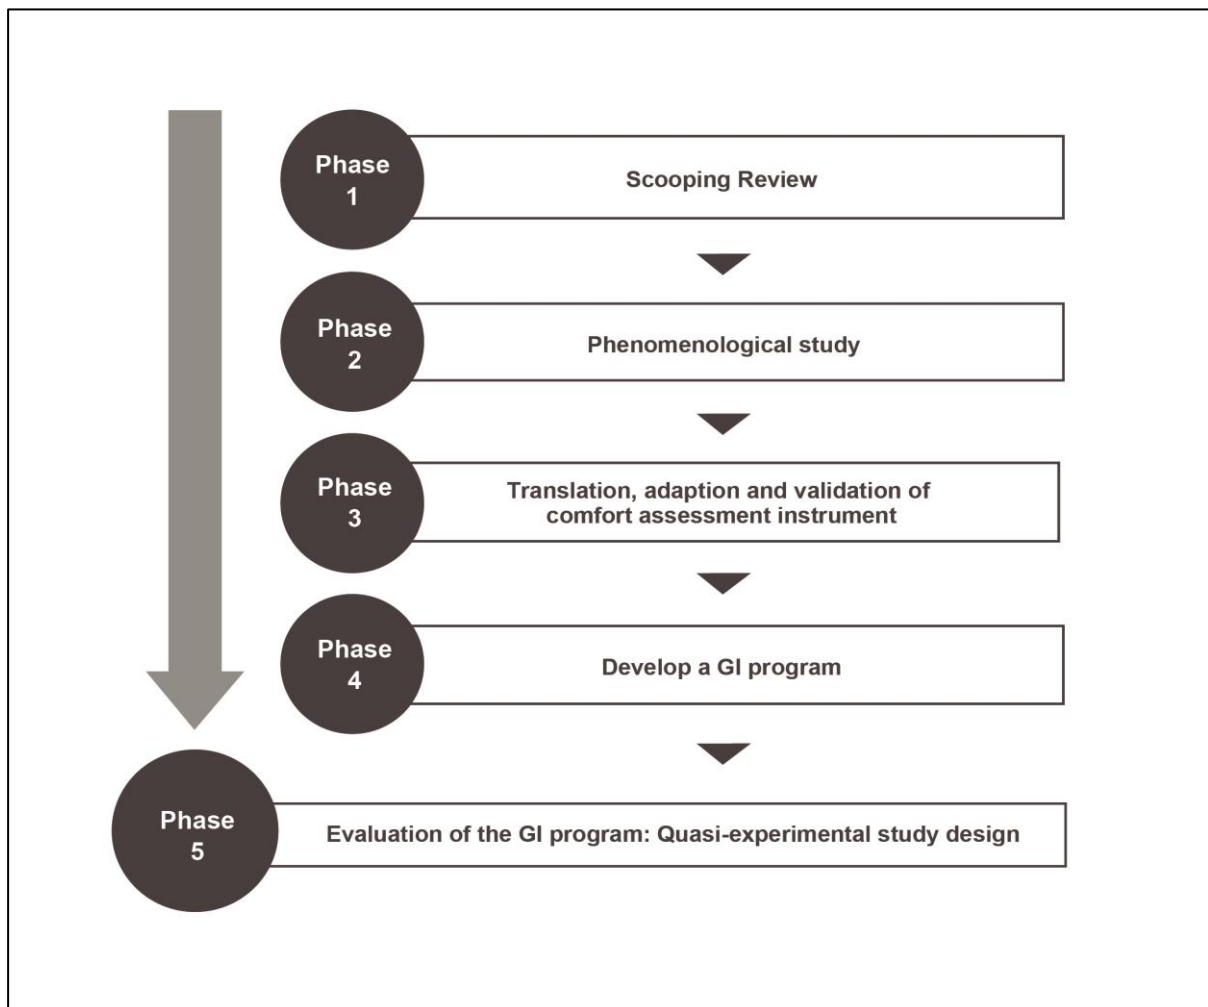 Phase
1
Scooping Review
Phase
2
Phenomenological study
Phase
3
Translation, adaption and validation of
comfort assessment instrument
Phase
4
Develop a GI program
Phase
5
Evaluation of the GI program: Quasi-experimental study design